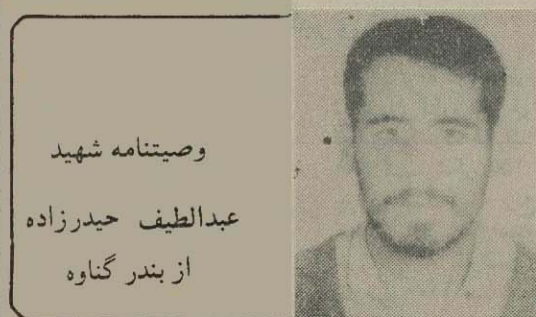 وصیتنامه شهید
عبدالطیف حیدرزاده
از بندر گناوه